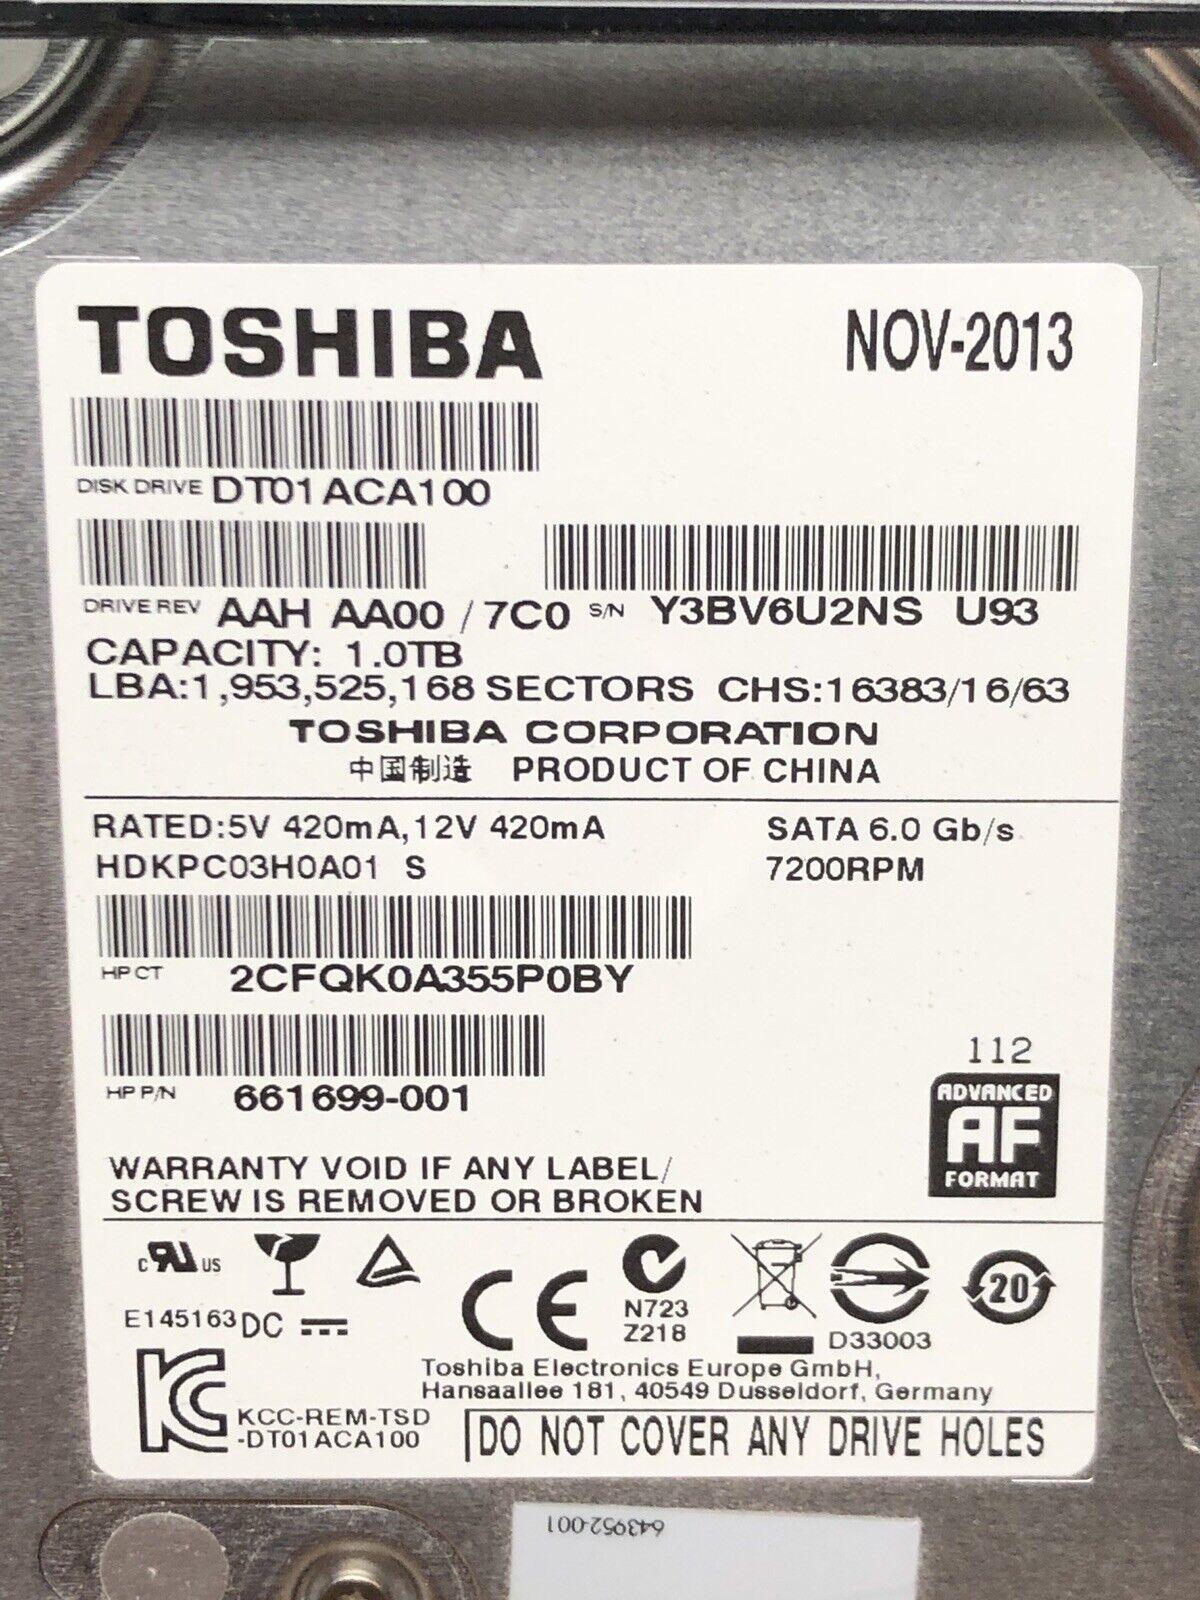 TOSHIBA
NOV-2013
DISK DRIVE DT01ACA100
DRIVE REV AAH AA00 / 7C0 S/N Y3BV6U2NS U93
CAPACITY: 1.0TB
LBA:1,953,525,168 SECTORS CHS:16383/16/63
TOSHIBA CORPORATION
中国制造 PRODUCT OF CHINA
RATED:5V 420mA,12V 420mA
SATA 6.0 Gb/s
HDKPC03H0A01 S
7200RPM
HP CT 2CFQK0A355P0BY
HP P/N 661699-001
112
ADVANCED
AF
FORMAT
WARRANTY VOID IF ANY LABEL/
SCREW IS REMOVED OR BROKEN
c RU US
E145163 DC
CE
N723
Z218
D33003
20
Toshiba Electronics Europe GmbH,
Hansaallee 181, 40549 Dusseldorf, Germany
KC
KCC-REM-TSD
-DT01ACA100
DO NOT COVER ANY DRIVE HOLES
643952-001